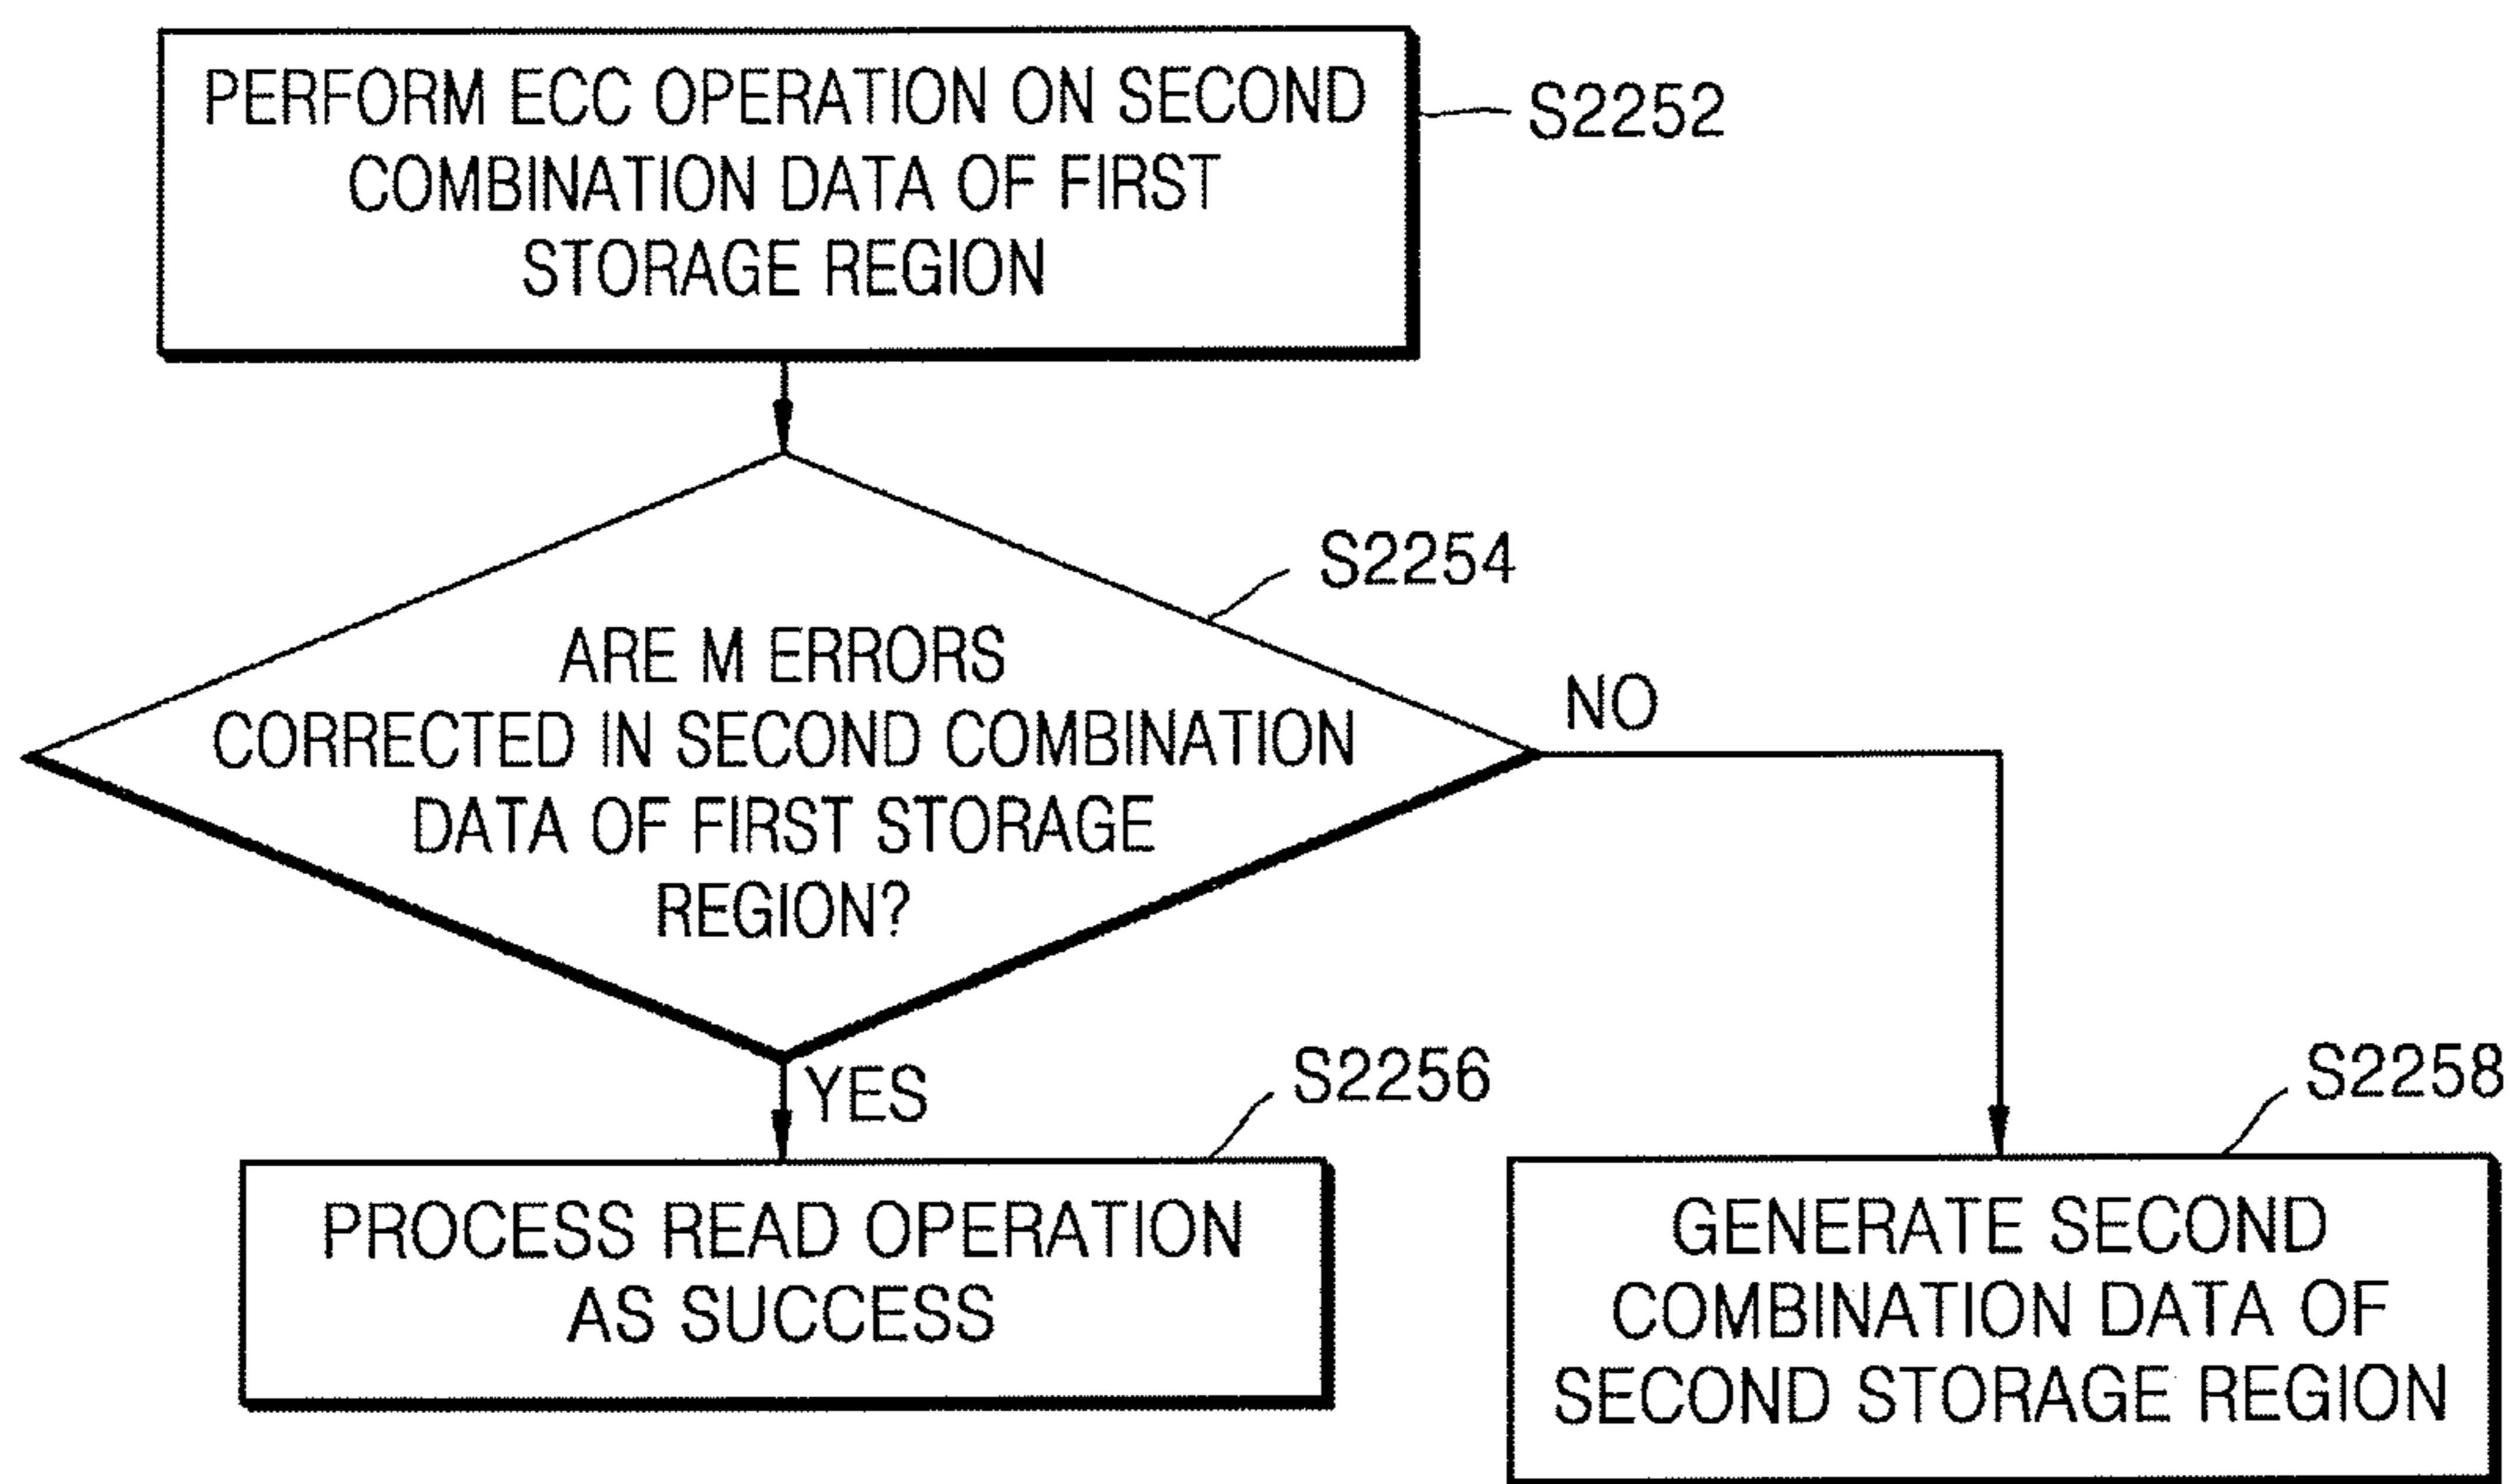 PERFORM ECC OPERATION ON SECOND
COMBINATION DATA OF FIRST
STORAGE REGION
S2252
S2254
ARE M ERRORS
CORRECTED IN SECOND COMBINATION
DATA OF FIRST STORAGE
REGION?
NO
YES
S2256
PROCESS READ OPERATION
AS SUCCESS
S2258
GENERATE SECOND
COMBINATION DATA OF
SECOND STORAGE REGION